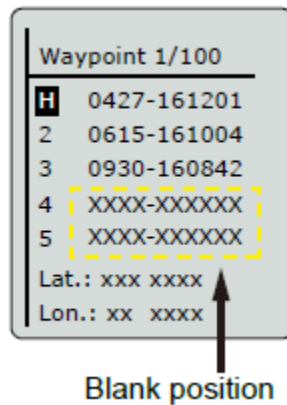 Waypoint 1/100
H 0427-161201
2 0615-161004
3 0930-160842
4 XXXX-XXXXXX
5 XXXX-XXXXXX
Lat.: xxx xxxx
Lon.: xx xxxx
Blank position